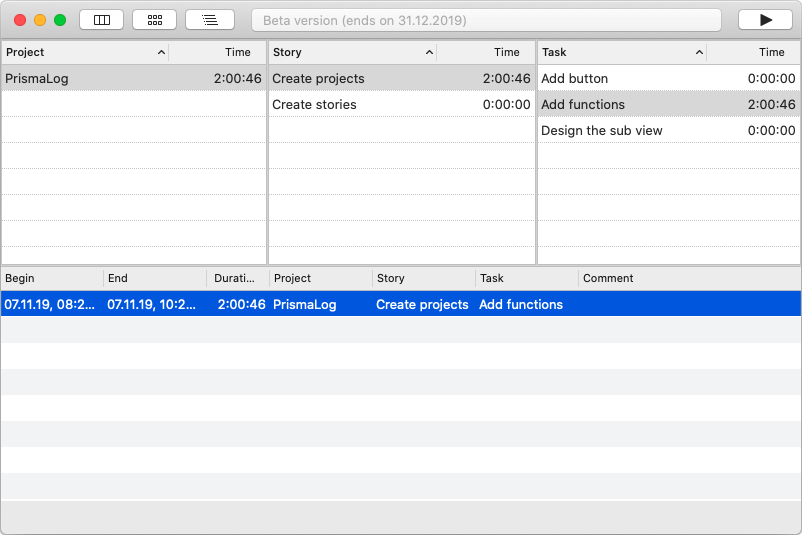 Beta version (ends on 31.12.2019)
Project Time Story Time Task Time
PrismaLog 2:00:46 Create projects 2:00:46 Add button 0:00:00
Create stories 0:00:00 Add functions 2:00:46
Design the sub view 0:00:00
Begin End Durati... Project Story Task Comment
07.11.19, 08:2... 07.11.19, 10:2... 2:00:46 PrismaLog Create projects Add functions